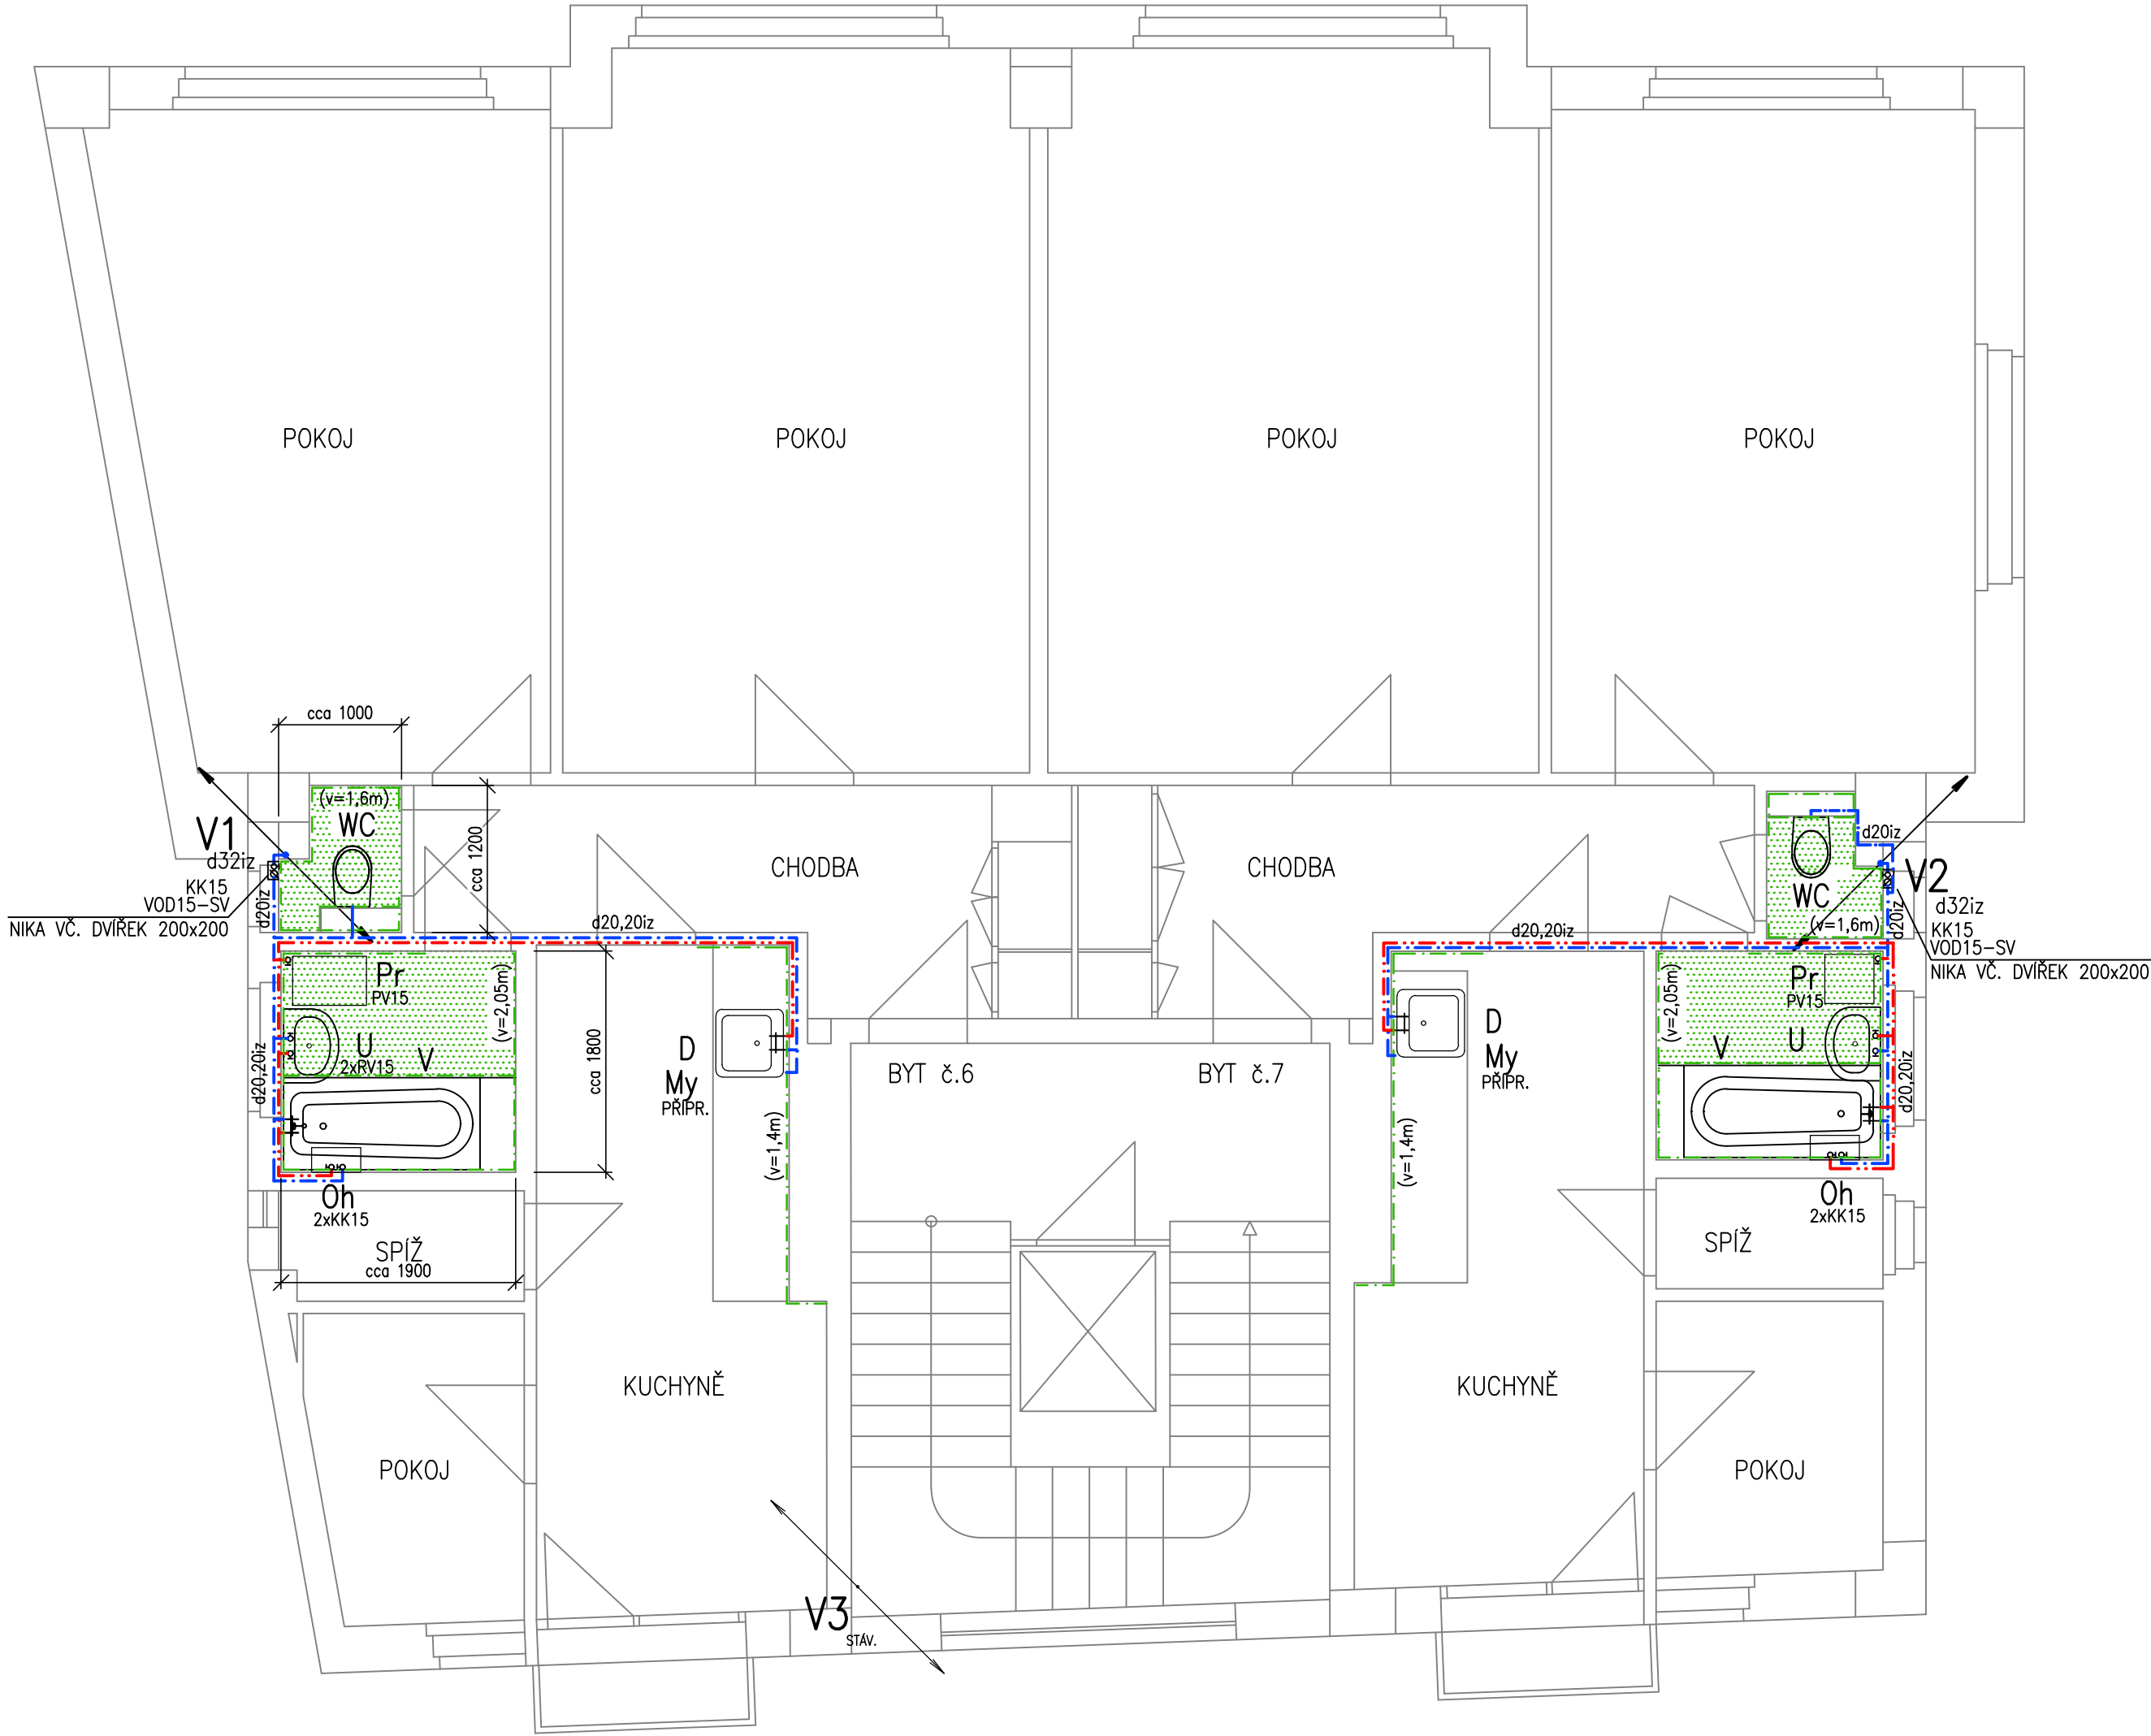 POKOJ
POKOJ
POKOJ
POKOJ
cca 1000
(v=1,6m)
WC
V1
d32iz
KK15
VOD15-SV
NIKA VČ. DVÍŘEK 200x200
d20iz
cca 1200
CHODBA
CHODBA
d20iz
V2
d32iz
KK15
VOD15-SV
NIKA VČ. DVÍŘEK 200x200
WC
(v=1,6m)
d20iz
d20,20iz
d20,20iz
Pr
PV15
(v=2,05m)
U
2xRV15
V
d20,20iz
cca 1800
D
My
PŘÍPR.
(v=1,4m)
BYT č.6
BYT č.7
D
My
PŘÍPR.
(v=1,4m)
(v=2,05m)
Pr
PV15
U
V
d20,20iz
Oh
2xKK15
SPÍŽ
cca 1900
Oh
2xKK15
SPÍŽ
KUCHYNĚ
KUCHYNĚ
POKOJ
POKOJ
V3
STÁV.